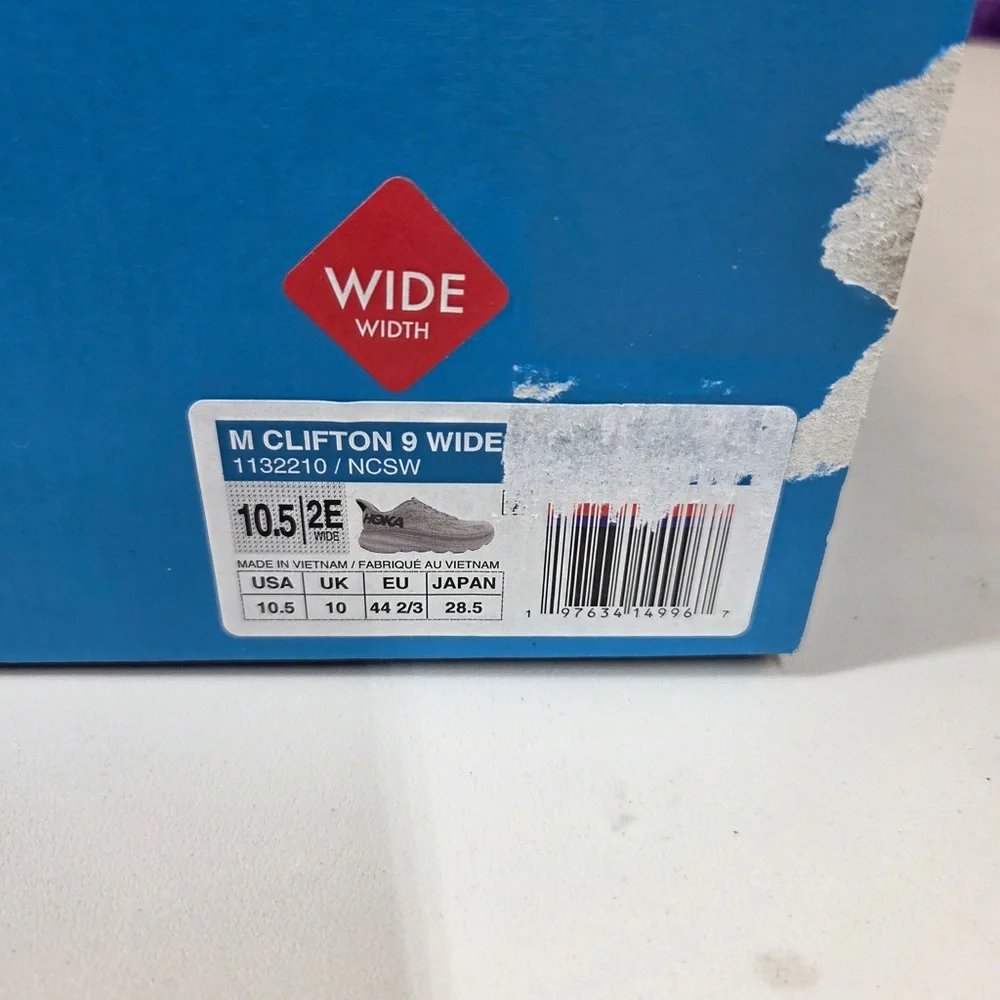 WIDE
WIDTH
M CLIFTON 9 WIDE
1132210 / NCSW
10.5 2E
WIDE
HOKA
MADE IN VIETNAM / FABRIQUÉ AU VIETNAM
USA UK EU JAPAN
10.5 10 44 2/3 28.5
1 97634 14996 7